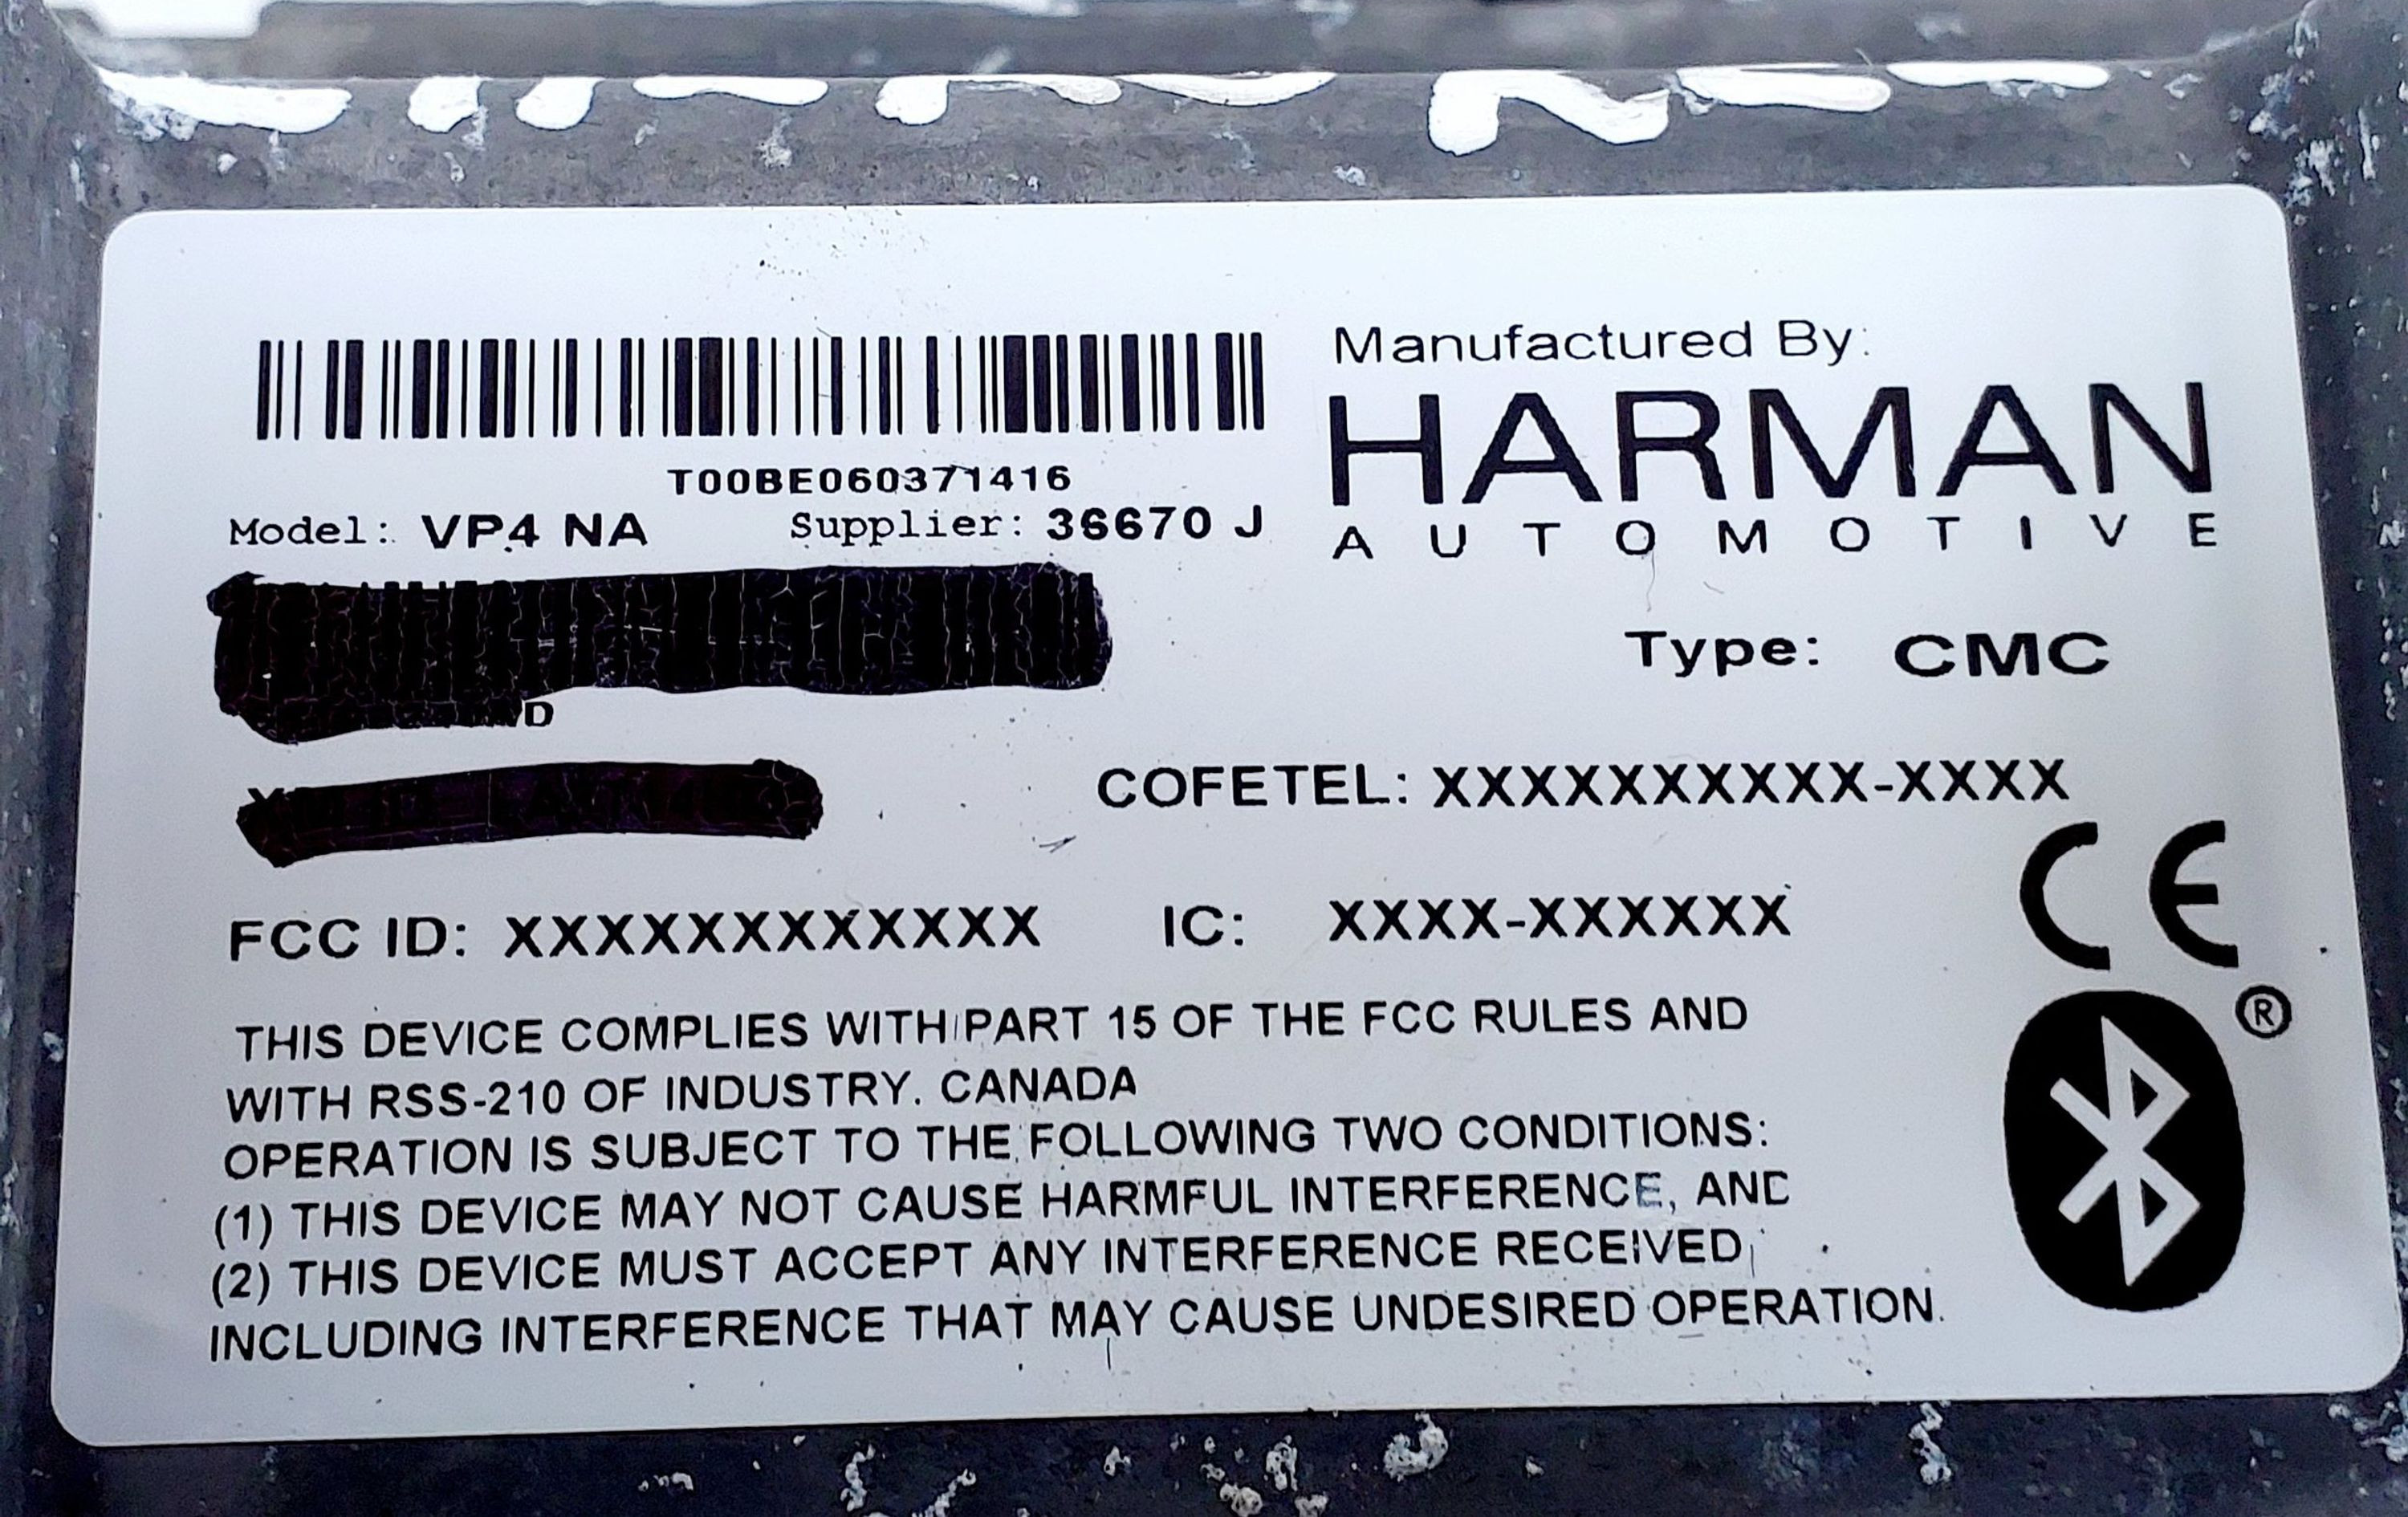 Manufactured By:
HARMAN
AUTOMOTIVE
T00BE060371416
Model: VP4 NA Supplier: 36670 J
Type: CMC
D
COFETEL: XXXXXXXXXX-XXXX
FCC ID: XXXXXXXXXXXX IC: XXXX-XXXXXX
CE
®
THIS DEVICE COMPLIES WITH PART 15 OF THE FCC RULES AND
WITH RSS-210 OF INDUSTRY. CANADA
OPERATION IS SUBJECT TO THE FOLLOWING TWO CONDITIONS:
(1) THIS DEVICE MAY NOT CAUSE HARMFUL INTERFERENCE, AND
(2) THIS DEVICE MUST ACCEPT ANY INTERFERENCE RECEIVED,
INCLUDING INTERFERENCE THAT MAY CAUSE UNDESIRED OPERATION.